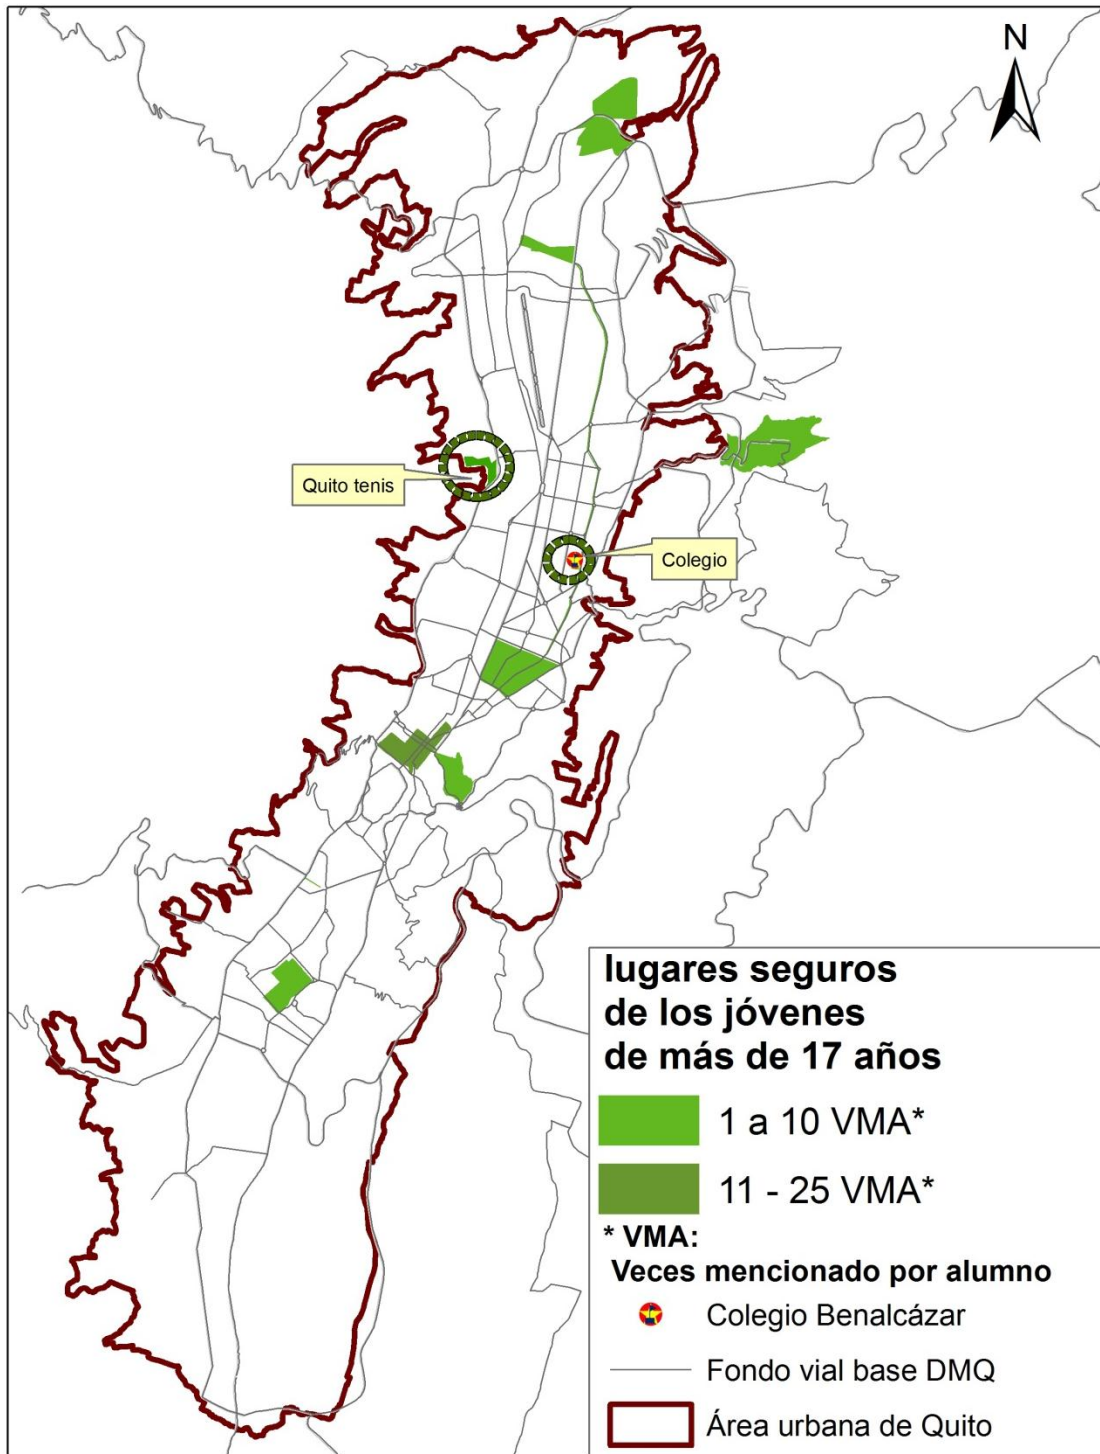 N
Quito tenis
Colegio
lugares seguros
de los jóvenes
de más de 17 años
1 a 10 VMA*
11 - 25 VMA*
* VMA:
Veces mencionado por alumno
Colegio Benalcázar
Fondo vial base DMQ
Área urbana de Quito